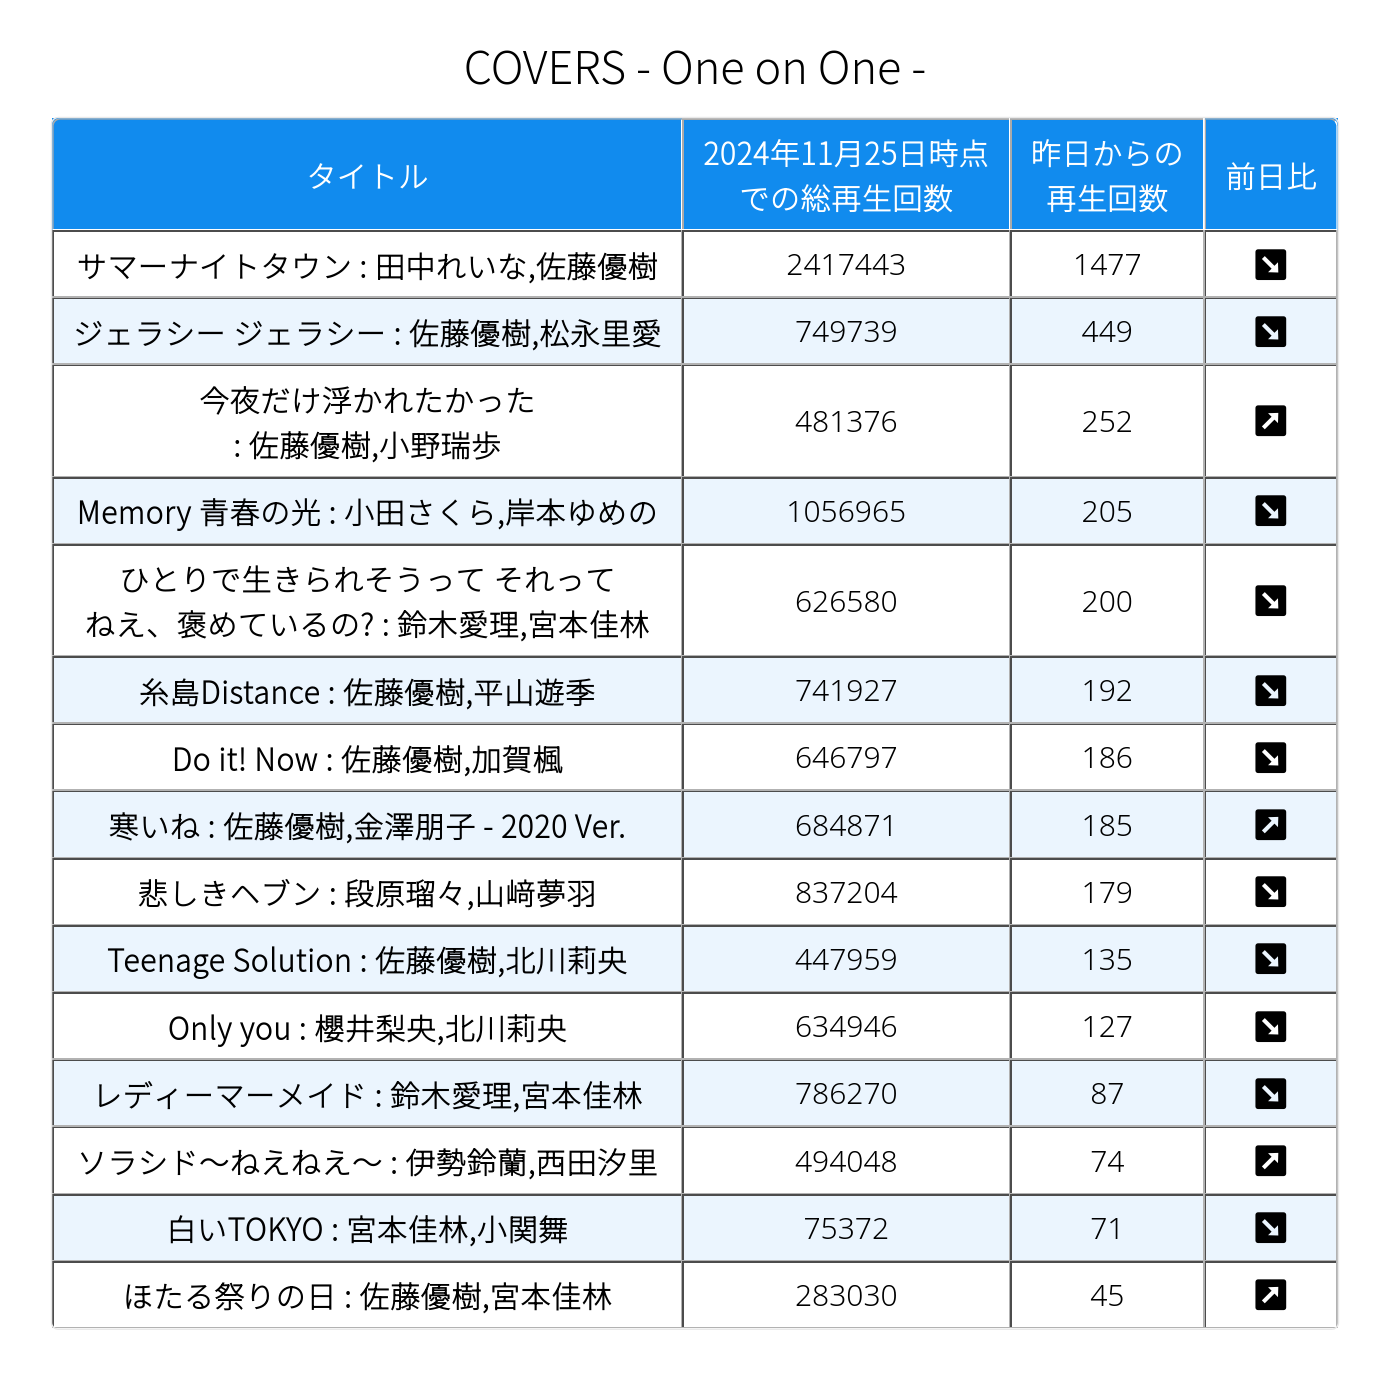 COVERS - One on One -
タイトル
2024年11月25日時点
での総再生回数
昨日からの
再生回数
前日比
サマーナイトタウン : 田中れいな,佐藤優樹
2417443
1477
↘
ジェラシー ジェラシー : 佐藤優樹,松永里愛
749739
449
↘
今夜だけ浮かれたかった
: 佐藤優樹,小野瑞歩
481376
252
↗
Memory 青春の光 : 小田さくら,岸本ゆめの
1056965
205
↘
ひとりで生きられそうって それって
ねえ、褒めているの? : 鈴木愛理,宮本佳林
626580
200
↘
糸島Distance : 佐藤優樹,平山遊季
741927
192
↘
Do it! Now : 佐藤優樹,加賀楓
646797
186
↘
寒いね : 佐藤優樹,金澤朋子 - 2020 Ver.
684871
185
↗
悲しきヘブン : 段原瑠々,山﨑夢羽
837204
179
↘
Teenage Solution : 佐藤優樹,北川莉央
447959
135
↘
Only you : 櫻井梨央,北川莉央
634946
127
↘
レディーマーメイド : 鈴木愛理,宮本佳林
786270
87
↘
ソラシド〜ねえねえ〜 : 伊勢鈴蘭,西田汐里
494048
74
↗
白いTOKYO : 宮本佳林,小関舞
75372
71
↘
ほたる祭りの日 : 佐藤優樹,宮本佳林
283030
45
↗